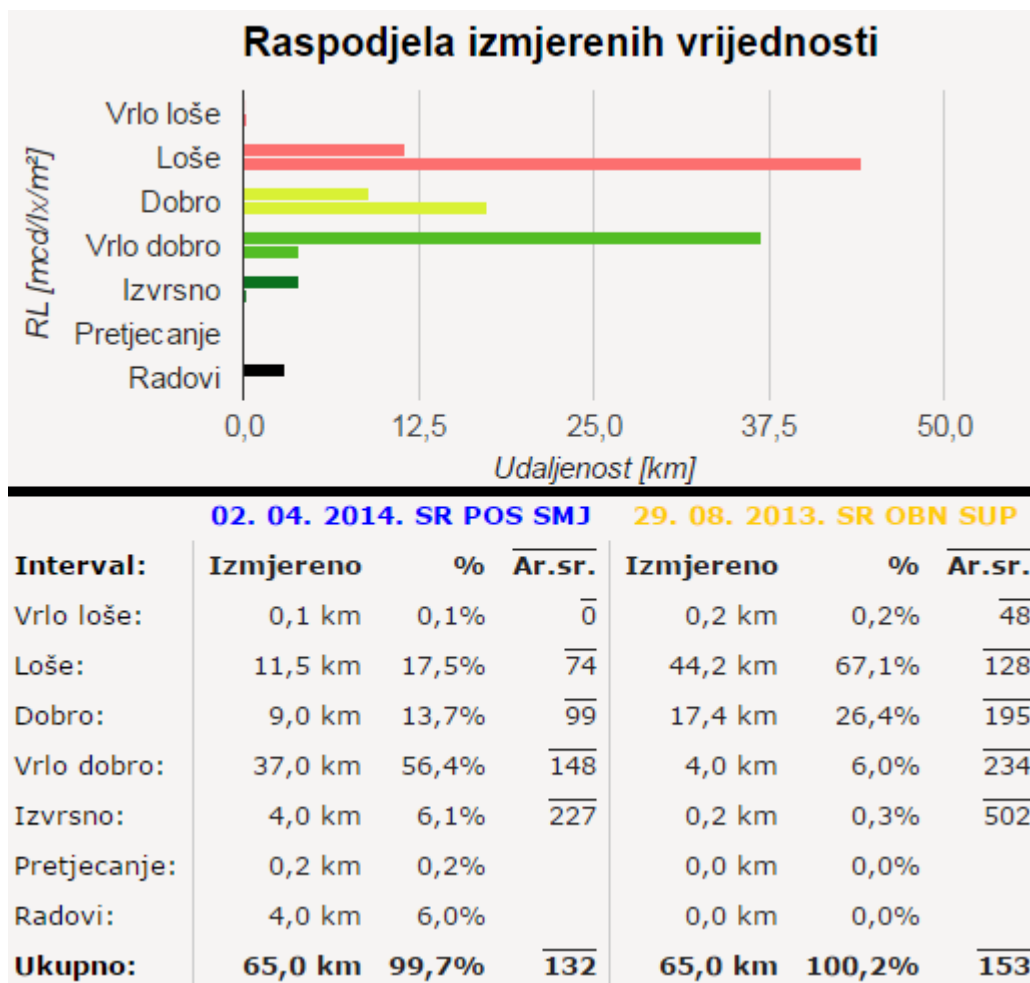 Raspodjela izmjerenih vrijednosti
RL [mcd/lx/m²]
Vrlo loše
Loše
Dobro
Vrlo dobro
Izvrsno
Pretjecanje
Radovi
0,0 12,5 25,0 37,5 50,0
Udaljenost [km]
02. 04. 2014. SR POS SMJ 29. 08. 2013. SR OBN SUP
Interval: Izmjereno % Ar.sr. Izmjereno % Ar.sr.
Vrlo loše: 0,1 km 0,1% 0 0,2 km 0,2% 48
Loše: 11,5 km 17,5% 74 44,2 km 67,1% 128
Dobro: 9,0 km 13,7% 99 17,4 km 26,4% 195
Vrlo dobro: 37,0 km 56,4% 148 4,0 km 6,0% 234
Izvrsno: 4,0 km 6,1% 227 0,2 km 0,3% 502
Pretjecanje: 0,2 km 0,2% 0,0 km 0,0%
Radovi: 4,0 km 6,0% 0,0 km 0,0%
Ukupno: 65,0 km 99,7% 132 65,0 km 100,2% 153